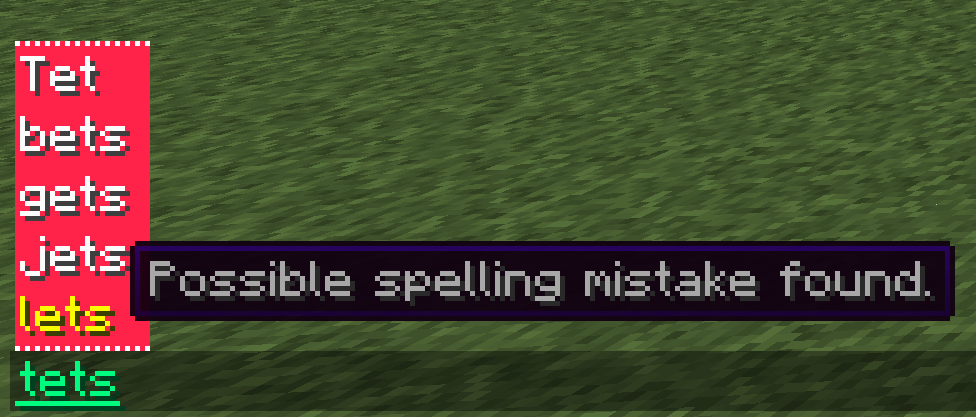 Tet
bets
gets
jets
Possible spelling mistake found.
lets
tets